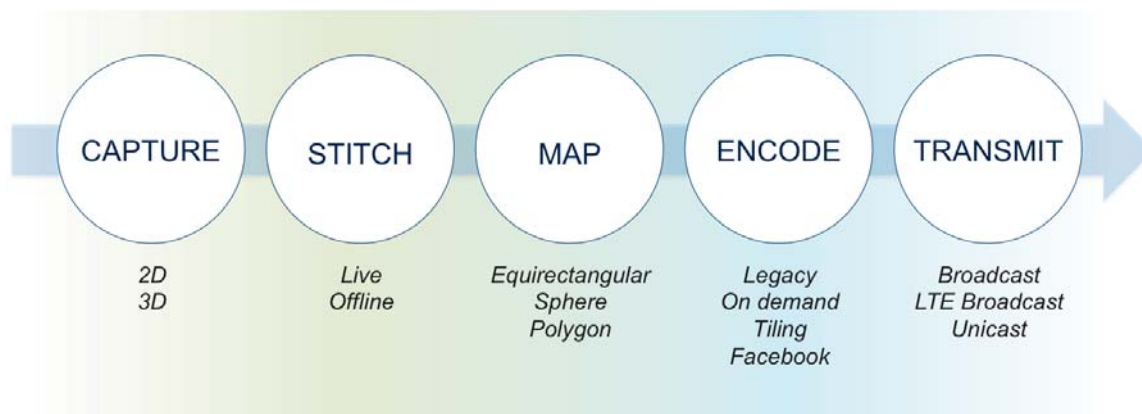 CAPTURE
STITCH
MAP
ENCODE
TRANSMIT
2D
3D
Live
Offline
Equirectangular
Sphere
Polygon
Legacy
On demand
Tiling
Facebook
Broadcast
LTE Broadcast
Unicast